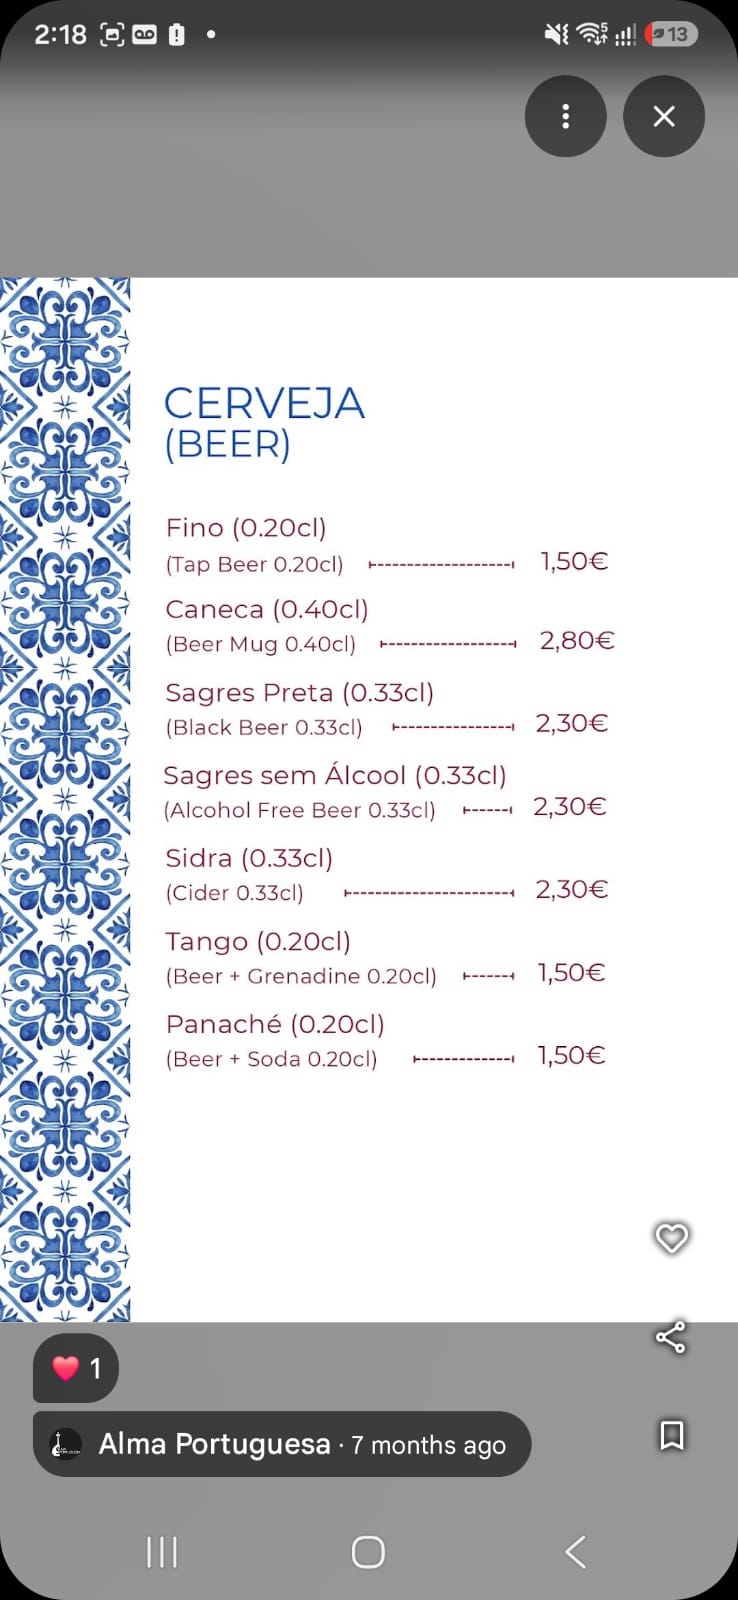 2:18
5
13
CERVEJA
(BEER)
Fino (0.20cl)
(Tap Beer 0.20cl) 1,50€
Caneca (0.40cl)
(Beer Mug 0.40cl) 2,80€
Sagres Preta (0.33cl)
(Black Beer 0.33cl) 2,30€
Sagres sem Álcool (0.33cl)
(Alcohol Free Beer 0.33cl) 2,30€
Sidra (0.33cl)
(Cider 0.33cl) 2,30€
Tango (0.20cl)
(Beer + Grenadine 0.20cl) 1,50€
Panaché (0.20cl)
(Beer + Soda 0.20cl) 1,50€
1
Alma Portuguesa · 7 months ago